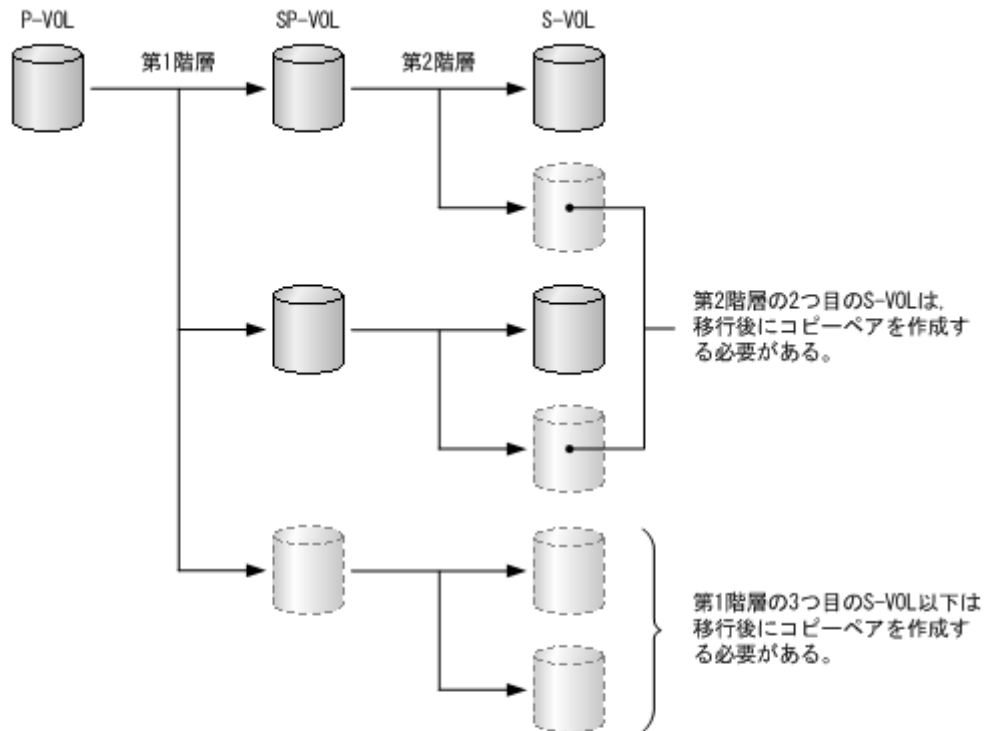 P-VOL
SP-VOL
S-VOL
第1階層
第2階層
第2階層の2つ目のS-VOLは,
移行後にコピーペアを作成す
る必要がある。
第1階層の3つ目のS-VOL以下は
移行後にコピーペアを作成す
る必要がある。